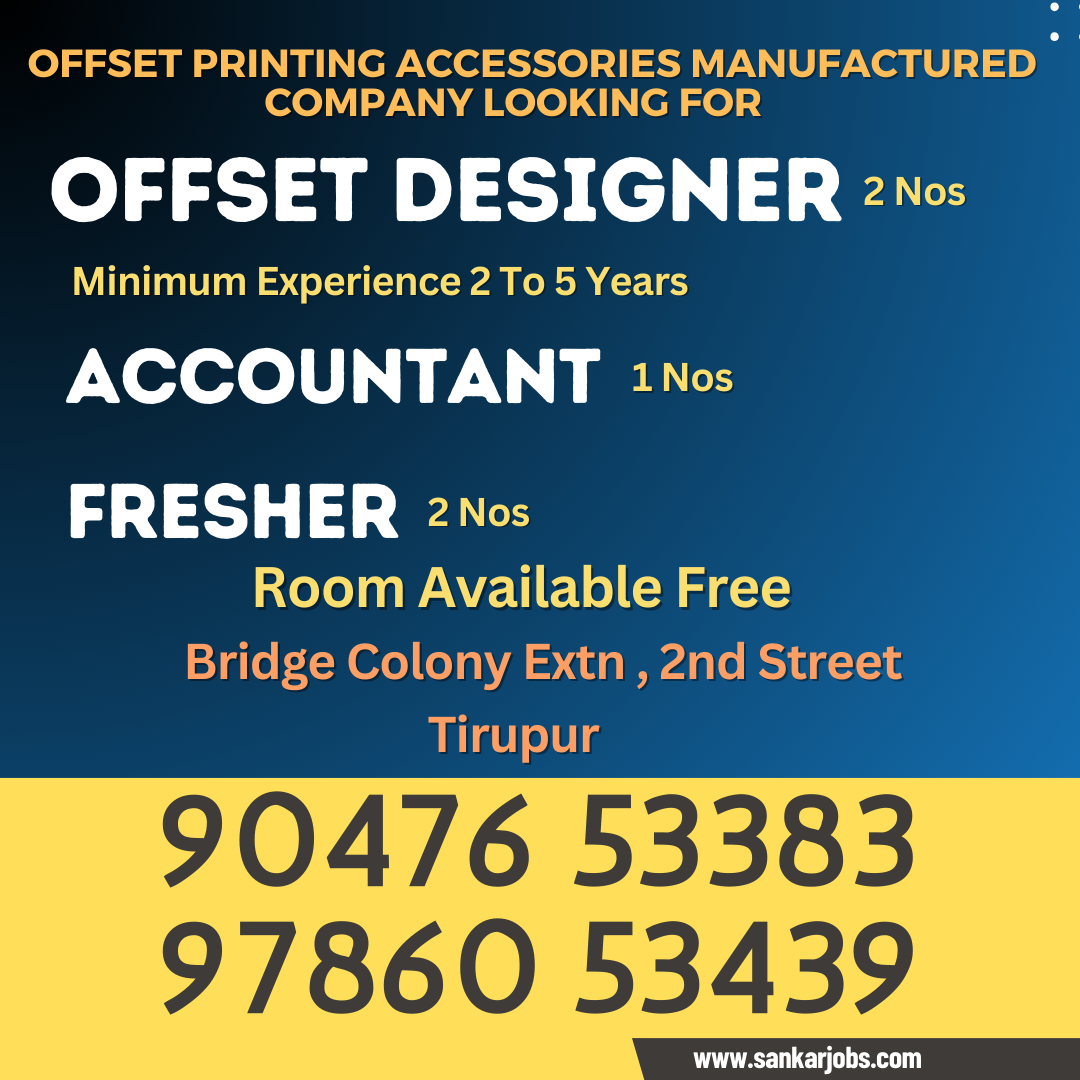 OFFSET PRINTING ACCESSORIES MANUFACTURED
COMPANY LOOKING FOR
OFFSET DESIGNER 2 Nos
Minimum Experience 2 To 5 Years
ACCOUNTANT 1 Nos
FRESHER 2 Nos
Room Available Free
Bridge Colony Extn , 2nd Street
Tirupur
90476 53383
97860 53439
www.sankarjobs.com